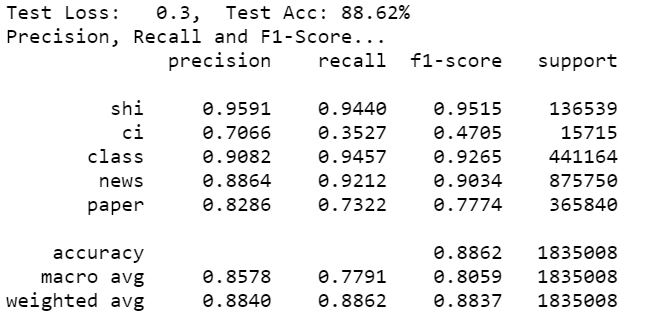 Test Loss:   0.3,  Test Acc: 88.62%
Precision, Recall and F1-Score...
              precision    recall  f1-score   support

         shi     0.9591    0.9440    0.9515    136539
          ci     0.7066    0.3527    0.4705     15715
       class     0.9082    0.9457    0.9265    441164
        news     0.8864    0.9212    0.9034    875750
       paper     0.8286    0.7322    0.7774    365840

    accuracy                         0.8862   1835008
   macro avg     0.8578    0.7791    0.8059   1835008
weighted avg     0.8840    0.8862    0.8837   1835008